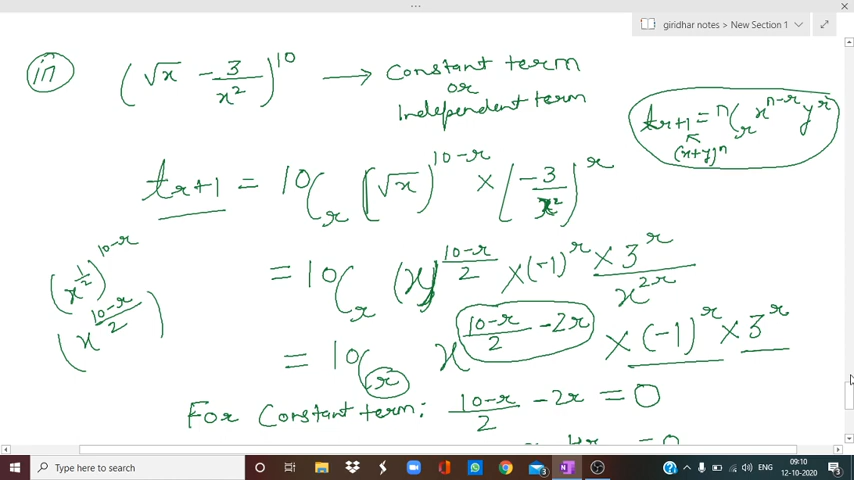 giridhar notes > New Section 1
iii (√x - 3/x²)^10 → Constant term
or
Independent term
t_{r+1} = nC_r x^{n-r} y^r
(x+y)^n
t_{r+1} = 10C_r (√x)^{10-r} × (-3/x²)^r
(x^{1/2})^{10-r}
= 10C_r (x)^{(10-r)/2} × (-1)^r × 3^r/x^{2r}
(x^{(10-r)/2})
= 10C_r x^{(10-r)/2 - 2r} × (-1)^r × 3^r
For Constant term: (10-r)/2 - 2r = 0
Type here to search
ENG
09:10
12-10-2020
3